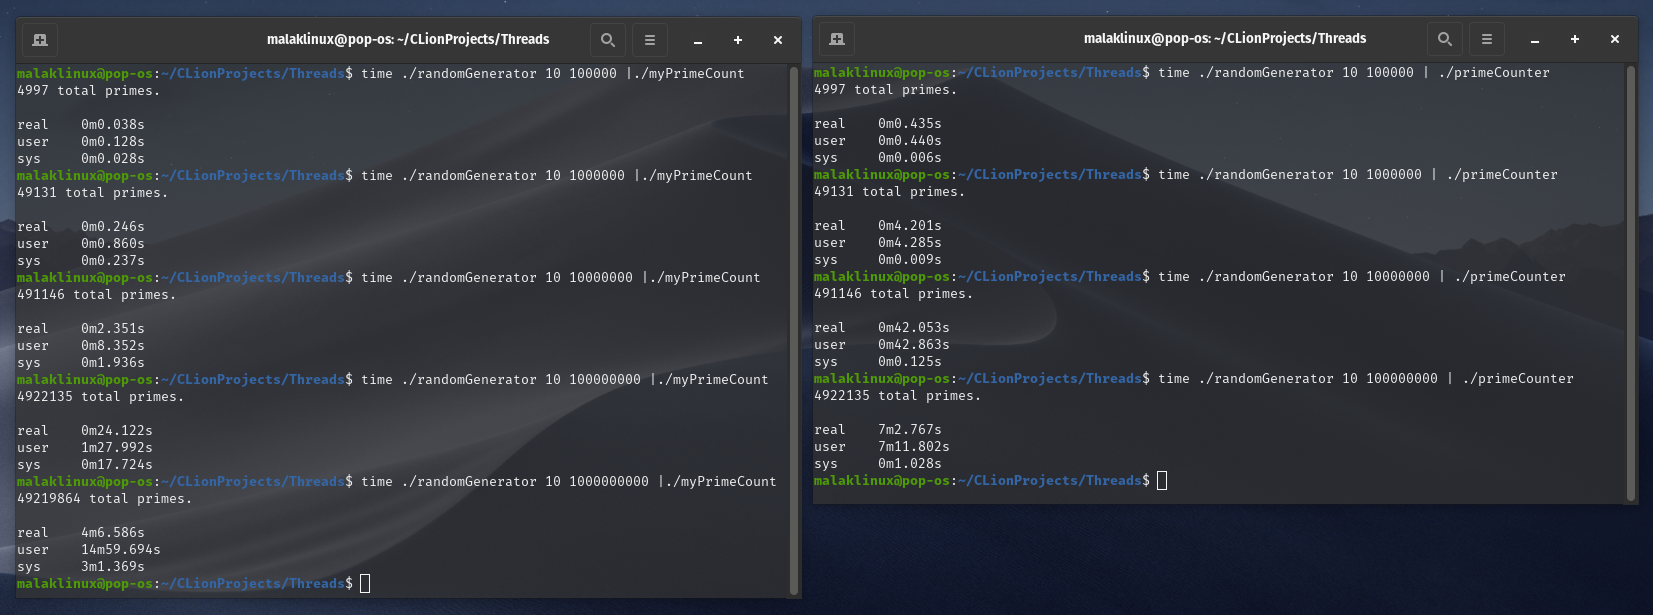 malaklinux@pop-os: ~/CLionProjects/Threads
malaklinux@pop-os:~/CLionProjects/Threads$ time ./randomGenerator 10 100000 |./myPrimeCount
4997 total primes.
real 0m0.038s
user 0m0.128s
sys 0m0.028s
malaklinux@pop-os:~/CLionProjects/Threads$ time ./randomGenerator 10 1000000 |./myPrimeCount
49131 total primes.
real 0m0.246s
user 0m0.860s
sys 0m0.237s
malaklinux@pop-os:~/CLionProjects/Threads$ time ./randomGenerator 10 10000000 |./myPrimeCount
491146 total primes.
real 0m2.351s
user 0m8.352s
sys 0m1.936s
malaklinux@pop-os:~/CLionProjects/Threads$ time ./randomGenerator 10 100000000 |./myPrimeCount
4922135 total primes.
real 0m24.122s
user 1m27.992s
sys 0m17.724s
malaklinux@pop-os:~/CLionProjects/Threads$ time ./randomGenerator 10 1000000000 |./myPrimeCount
49219864 total primes.
real 4m6.586s
user 14m59.694s
sys 3m1.369s
malaklinux@pop-os:~/CLionProjects/Threads$
malaklinux@pop-os: ~/CLionProjects/Threads
malaklinux@pop-os:~/CLionProjects/Threads$ time ./randomGenerator 10 100000 | ./primeCounter
4997 total primes.
real 0m0.435s
user 0m0.440s
sys 0m0.006s
malaklinux@pop-os:~/CLionProjects/Threads$ time ./randomGenerator 10 1000000 | ./primeCounter
49131 total primes.
real 0m4.201s
user 0m4.285s
sys 0m0.009s
malaklinux@pop-os:~/CLionProjects/Threads$ time ./randomGenerator 10 10000000 | ./primeCounter
491146 total primes.
real 0m42.053s
user 0m42.863s
sys 0m0.125s
malaklinux@pop-os:~/CLionProjects/Threads$ time ./randomGenerator 10 100000000 | ./primeCounter
4922135 total primes.
real 7m2.767s
user 7m11.802s
sys 0m1.028s
malaklinux@pop-os:~/CLionProjects/Threads$